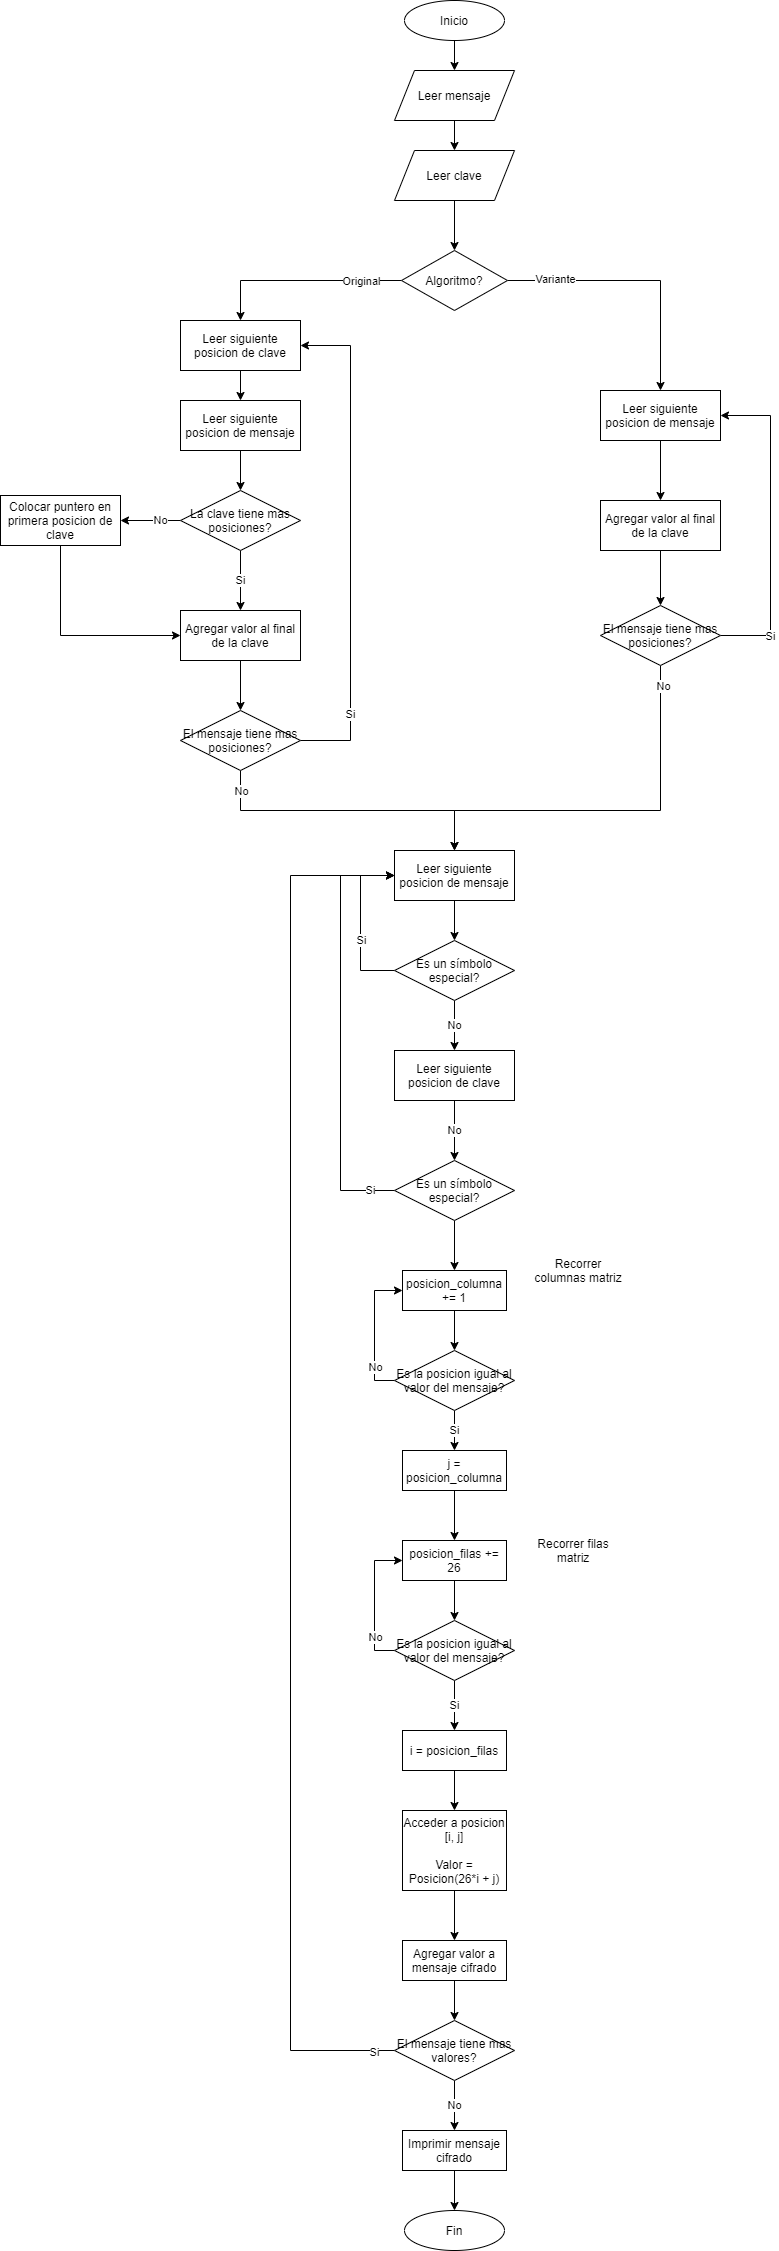 Inicio
Leer mensaje
Leer clave
Algoritmo?
Original
Variante
Leer siguiente
posicion de clave
Leer siguiente
posicion de mensaje
La clave tiene mas
posiciones?
No
Colocar puntero en
primera posicion de
clave
Si
Agregar valor al final
de la clave
El mensaje tiene mas
posiciones?
Si
No
Leer siguiente
posicion de mensaje
Agregar valor al final
de la clave
El mensaje tiene mas
posiciones?
Si
No
Leer siguiente
posicion de mensaje
Es un símbolo
especial?
Si
No
Leer siguiente
posicion de clave
No
Es un símbolo
especial?
Si
Recorrer
columnas matriz
posicion_columna
+= 1
Es la posicion igual al
valor del mensaje?
No
Si
j =
posicion_columna
Recorrer filas
matriz
posicion_filas +=
26
Es la posicion igual al
valor del mensaje?
No
Si
i = posicion_filas
Acceder a posicion
[i, j]
Valor =
Posicion(26*i + j)
Agregar valor a
mensaje cifrado
El mensaje tiene mas
valores?
Si
No
Imprimir mensaje
cifrado
Fin